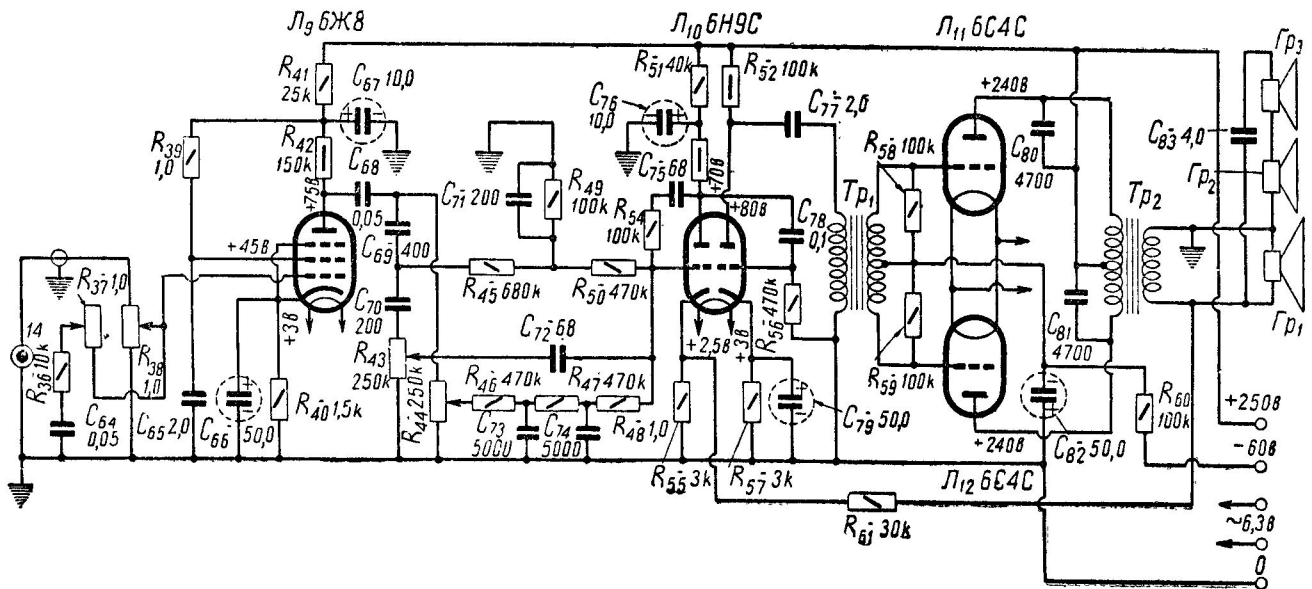 Л9 6Ж8
Л10 6Н9С
Л11 6С4С
Гр3
R41 25k
C67 10,0
R51 40k
R52 100k
C76 10,0
C77 2,0
+240в
C83 4,0
R39 1,0
R42 150k
C68 0,05
R58 100k
C80 4700
+75в
C71 200
R49 100k
C75 68
+70в
Гр2
Тр1
Тр2
+45в
C69 400
R54 100k
+80в
C78 0,1
R37 1,0
14
R45 680k
R50 470k
R56 470k
Гр1
R36 10k
R38 1,0
+3в
C70 200
C72 68
+2,5в
+3в
C81 4700
R59 100k
R43 250k
R44 250k
R46 470k
R47 470k
C64 0,05
C65 2,0
C66 50,0
R40 1,5k
C73 5000
C74 5000
R48 1,0
C79 50,0
R60 100k
+250в
-60в
+240в
C82 50,0
R55 3k
R57 3k
Л12 6С4С
R61 30k
~6,3в
0